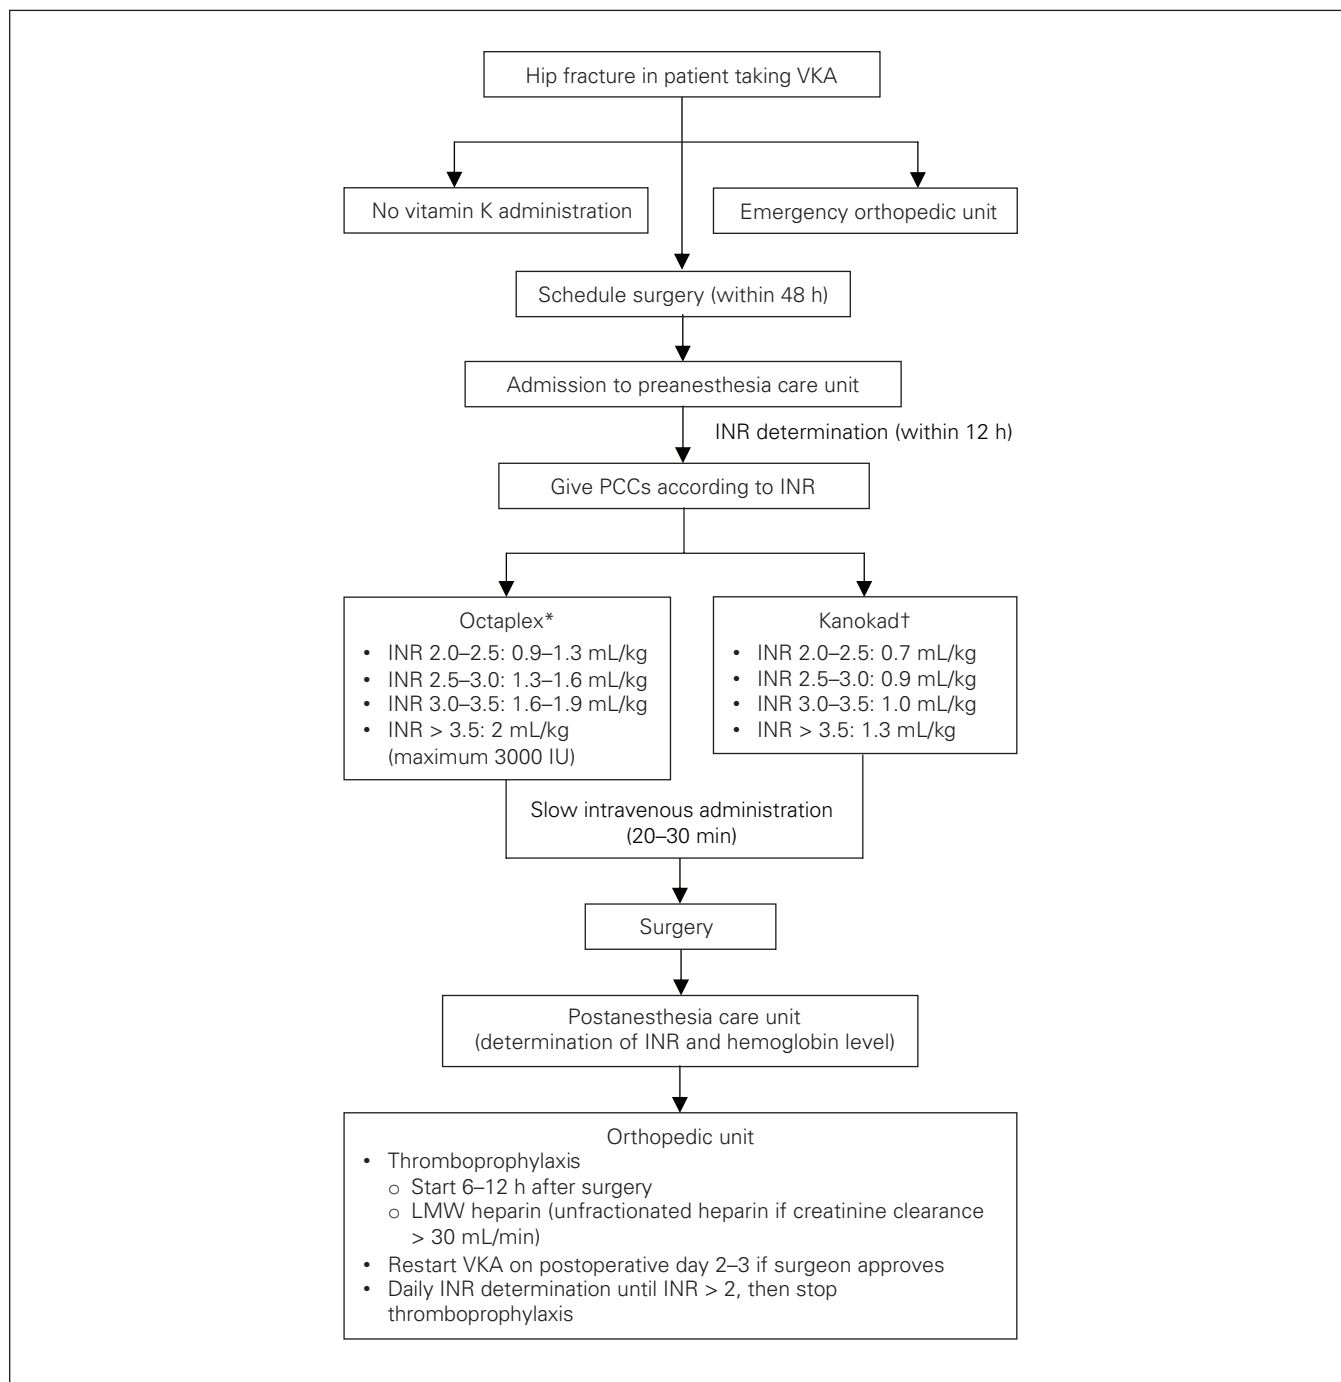 Hip fracture in patient taking VKA
No vitamin K administration
Emergency orthopedic unit
Schedule surgery (within 48 h)
Admission to preanesthesia care unit
INR determination (within 12 h)
Give PCCs according to INR
Octaplex*
• INR 2.0–2.5: 0.9–1.3 mL/kg
• INR 2.5–3.0: 1.3–1.6 mL/kg
• INR 3.0–3.5: 1.6–1.9 mL/kg
• INR > 3.5: 2 mL/kg
(maximum 3000 IU)
Kanokad†
• INR 2.0–2.5: 0.7 mL/kg
• INR 2.5–3.0: 0.9 mL/kg
• INR 3.0–3.5: 1.0 mL/kg
• INR > 3.5: 1.3 mL/kg
Slow intravenous administration
(20–30 min)
Surgery
Postanesthesia care unit
(determination of INR and hemoglobin level)
Orthopedic unit
• Thromboprophylaxis
o Start 6–12 h after surgery
o LMW heparin (unfractionated heparin if creatinine clearance
> 30 mL/min)
• Restart VKA on postoperative day 2–3 if surgeon approves
• Daily INR determination until INR > 2, then stop
thromboprophylaxis